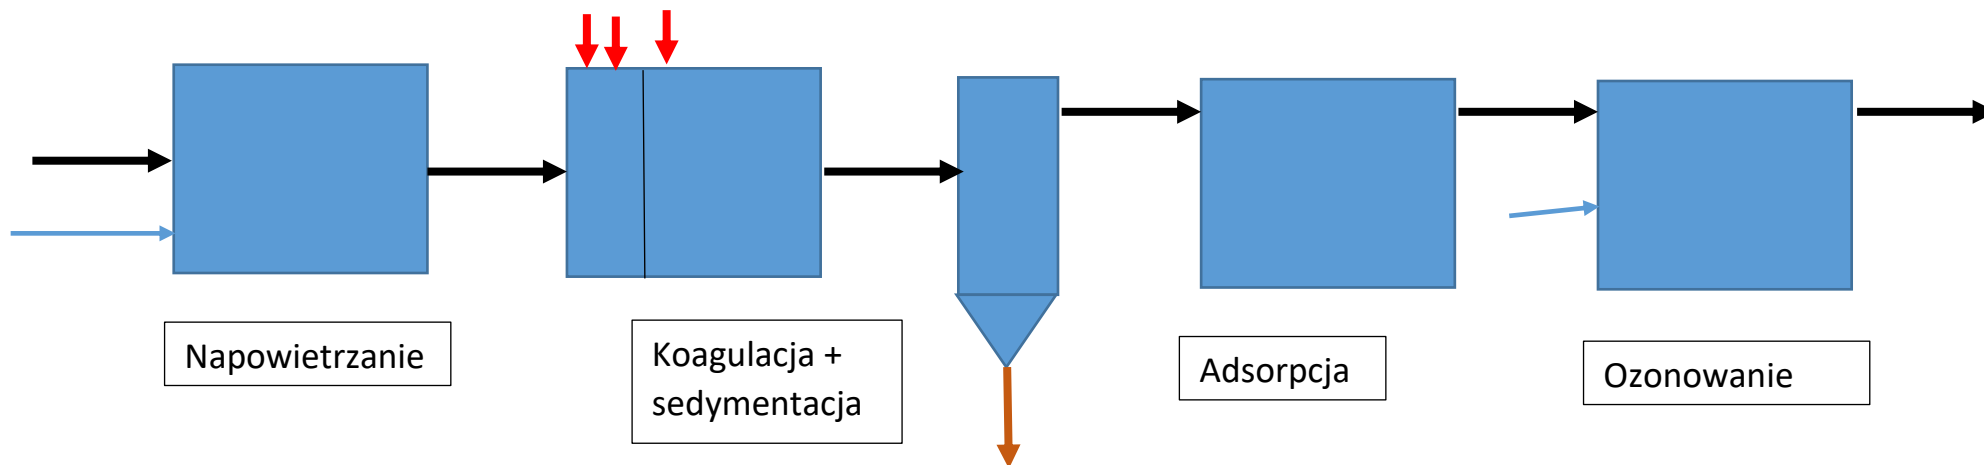 Napowietrzanie
Koagulacja +
sedymentacja
Adsorpcja
Ozonowanie